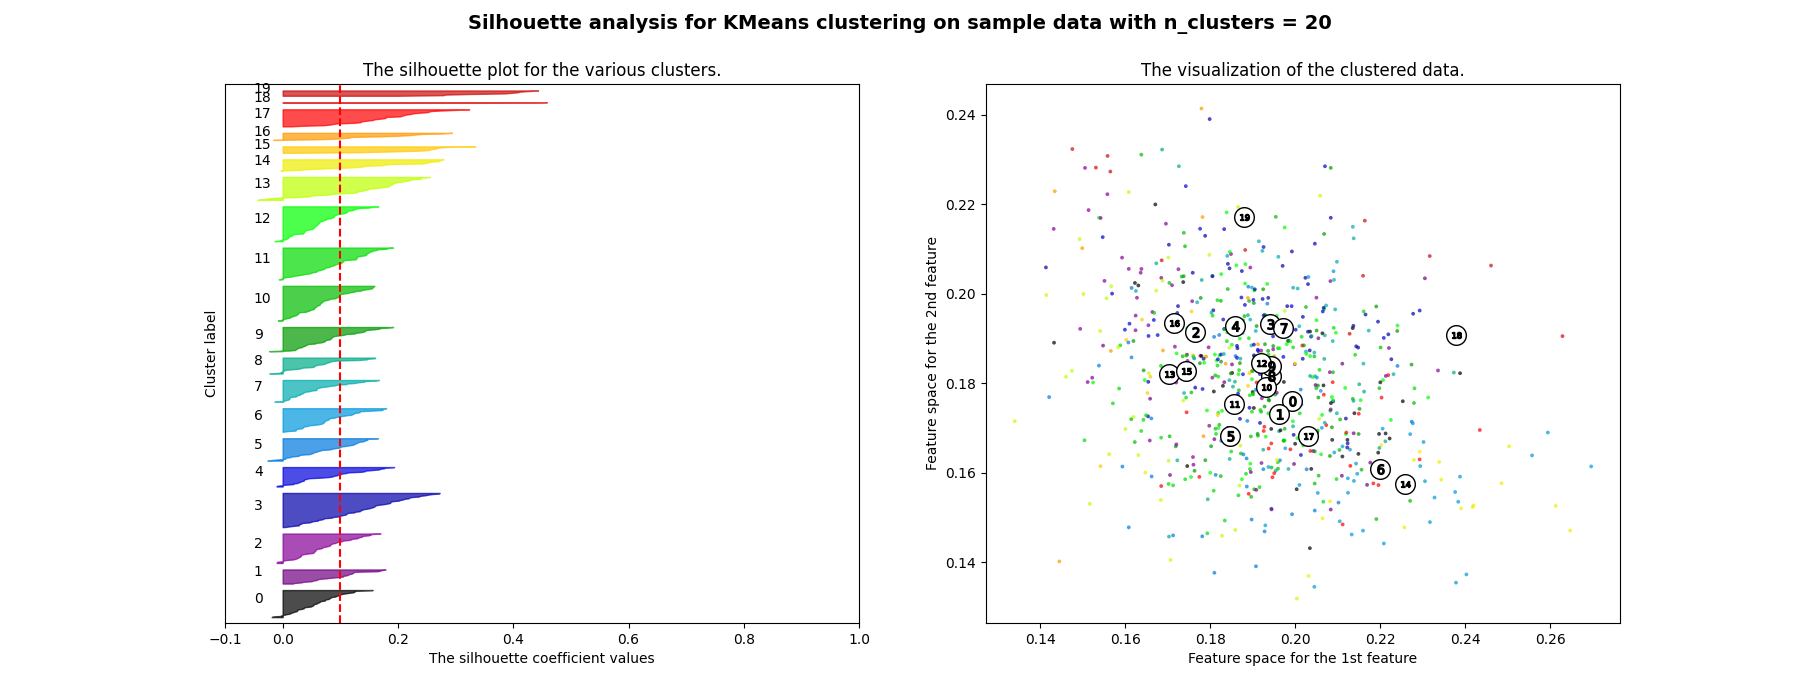 Silhouette analysis for KMeans clustering on sample data with n_clusters = 20
The silhouette plot for the various clusters.
19
18
17
16
15
14
13
12
11
10
9
8
7
6
5
4
3
2
1
0
Cluster label
−0.1 0.0 0.2 0.4 0.6 0.8 1.0
The silhouette coefficient values
The visualization of the clustered data.
0.24
0.22
0.20
0.18
0.16
0.14
Feature space for the 2nd feature
19
16 2 4 3 7 18
13 15 12 9 8
10 11 0 1
5 17
6 14
0.14 0.16 0.18 0.20 0.22 0.24 0.26
Feature space for the 1st feature